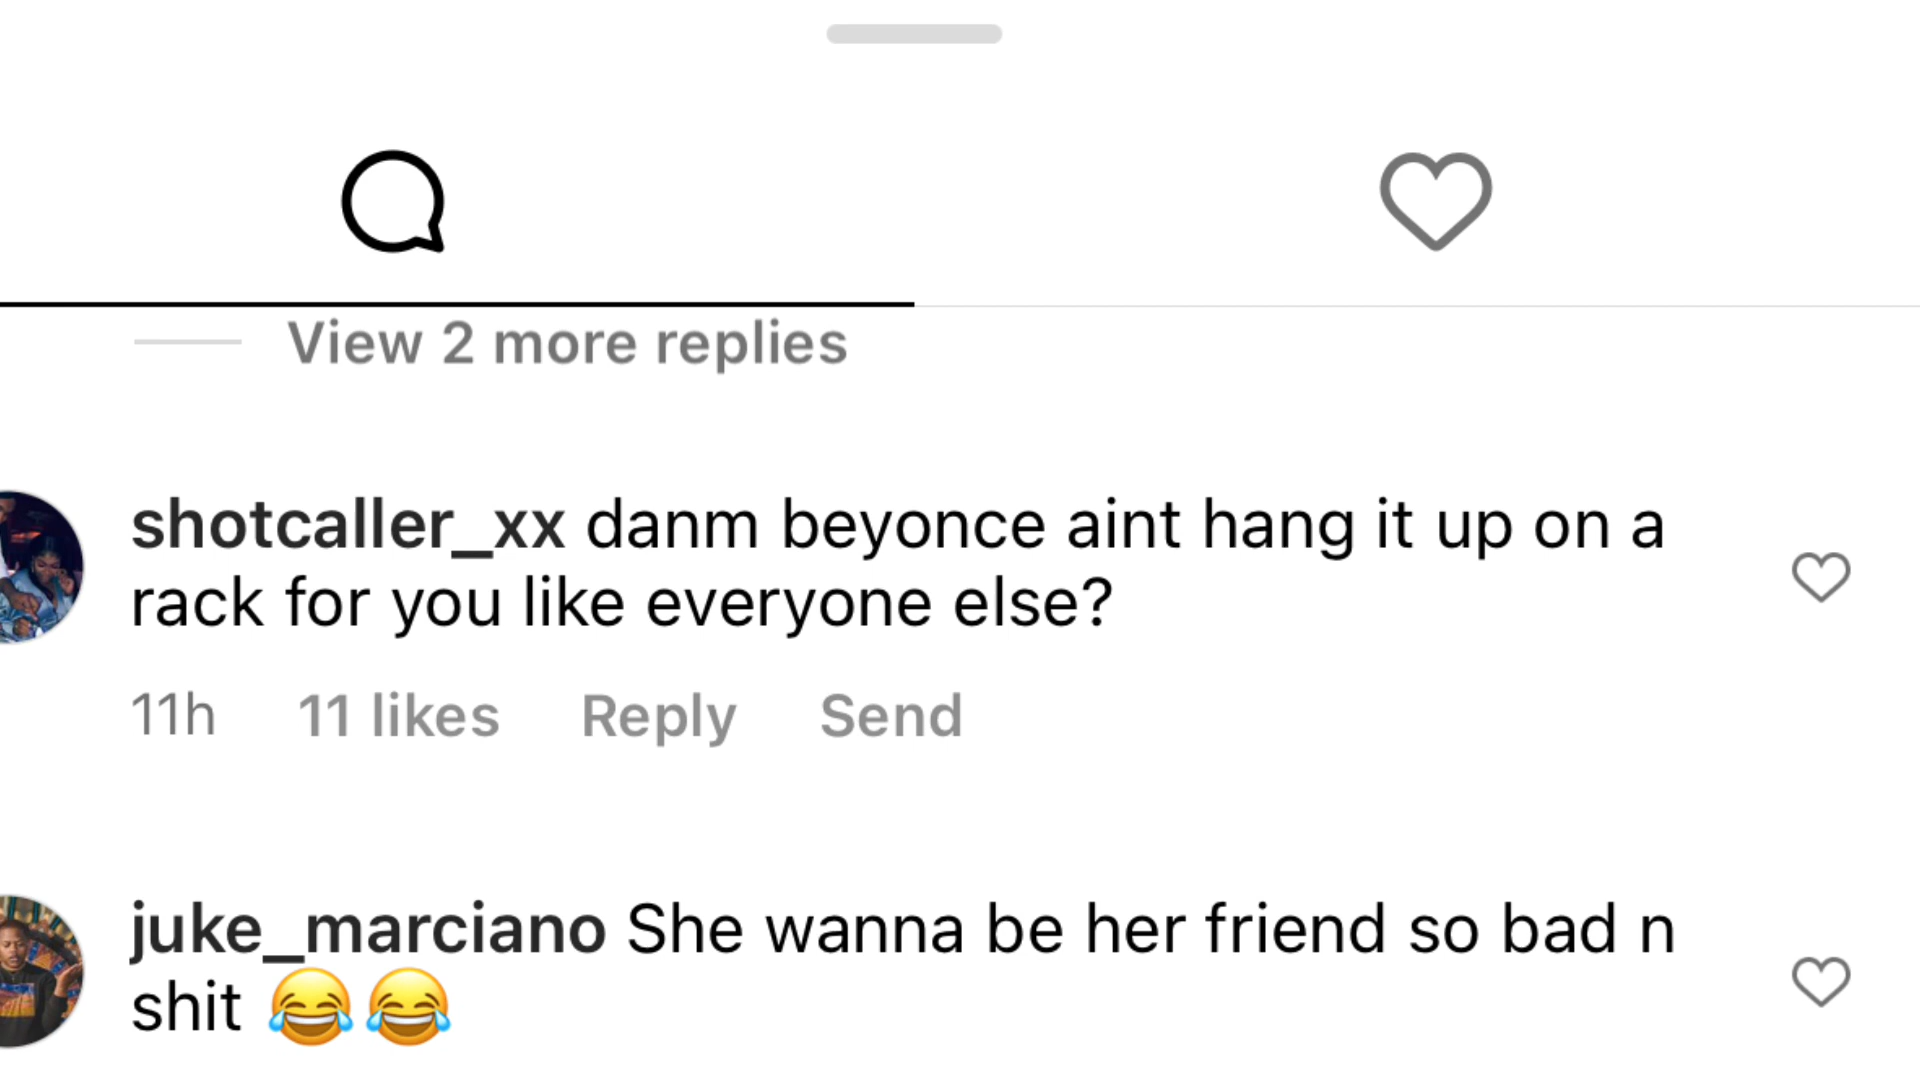 View 2 more replies
shotcaller_xx danm beyonce aint hang it up on a
rack for you like everyone else?
11h 11 likes Reply Send
juke_marciano She wanna be her friend so bad n
shit 😂😂